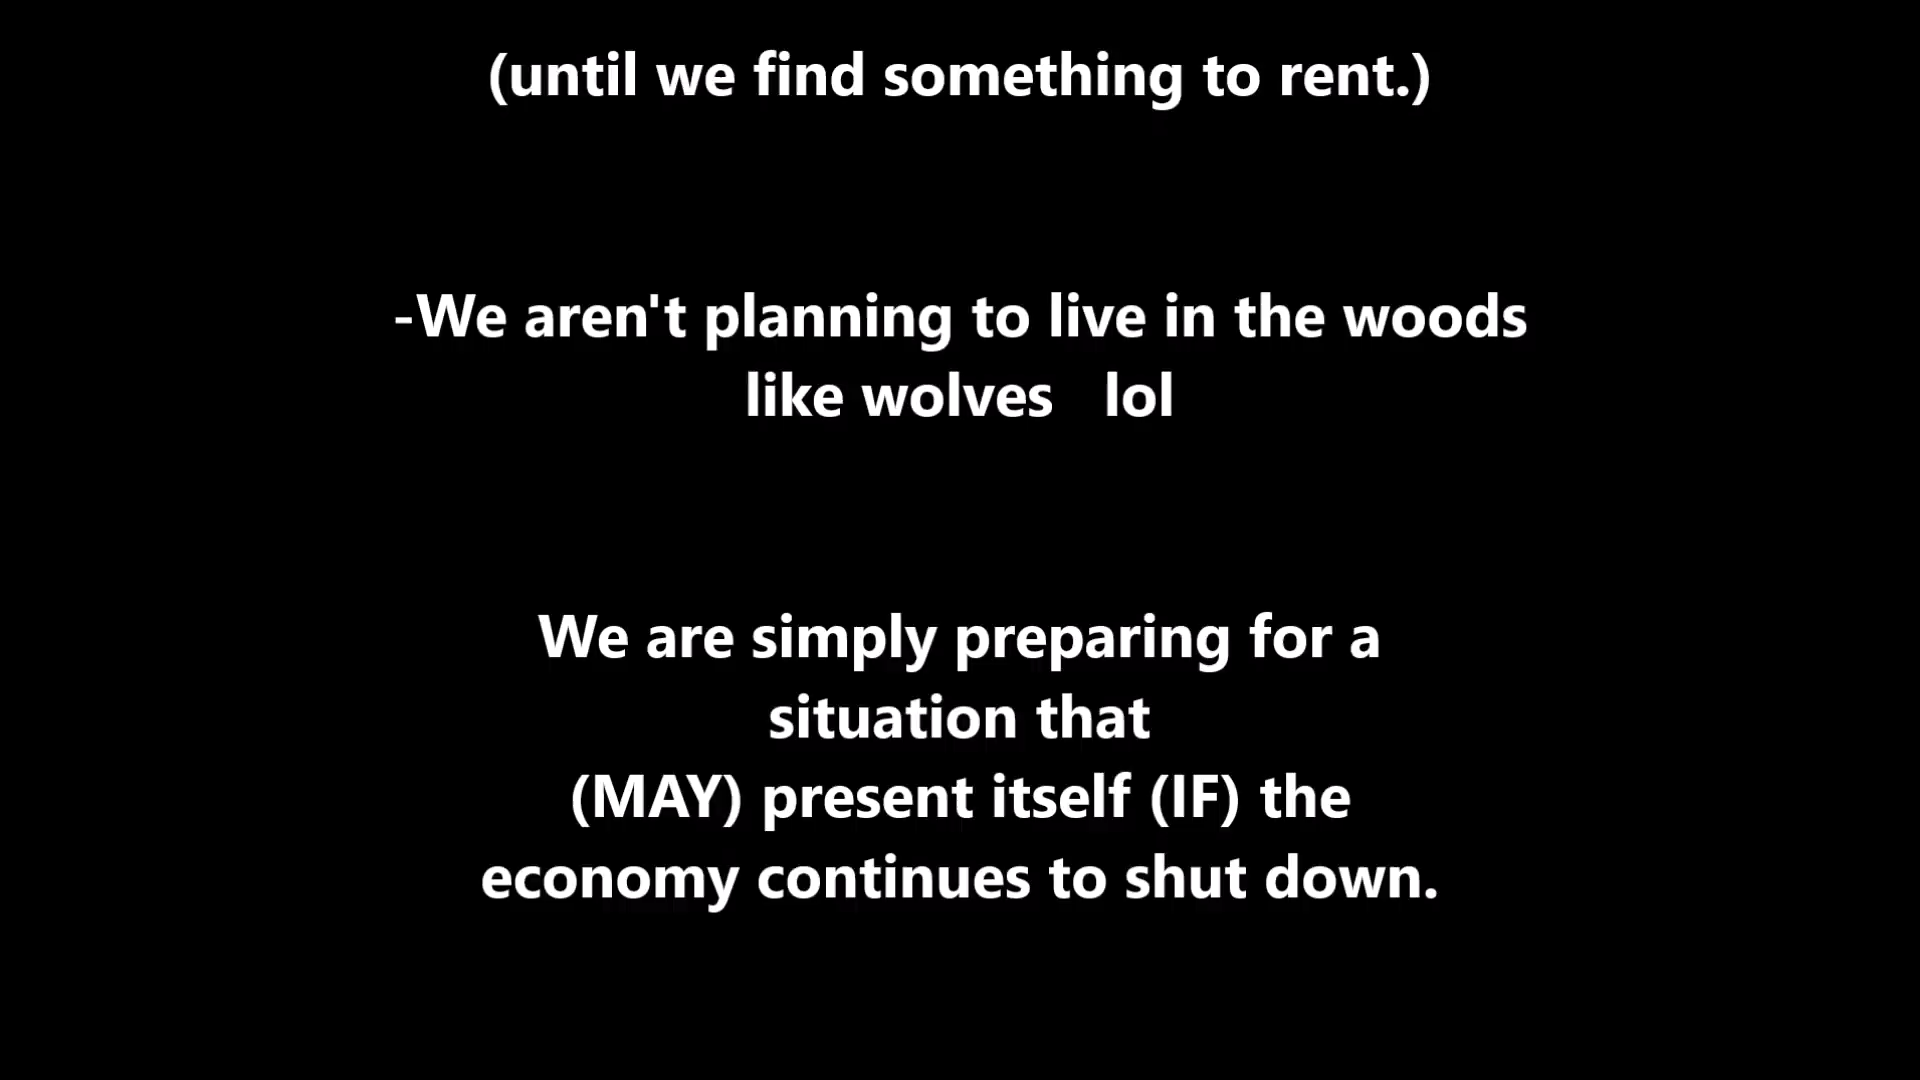 (until we find something to rent.)
-We aren't planning to live in the woods
like wolves   lol
We are simply preparing for a
situation that
(MAY) present itself (IF) the
economy continues to shut down.